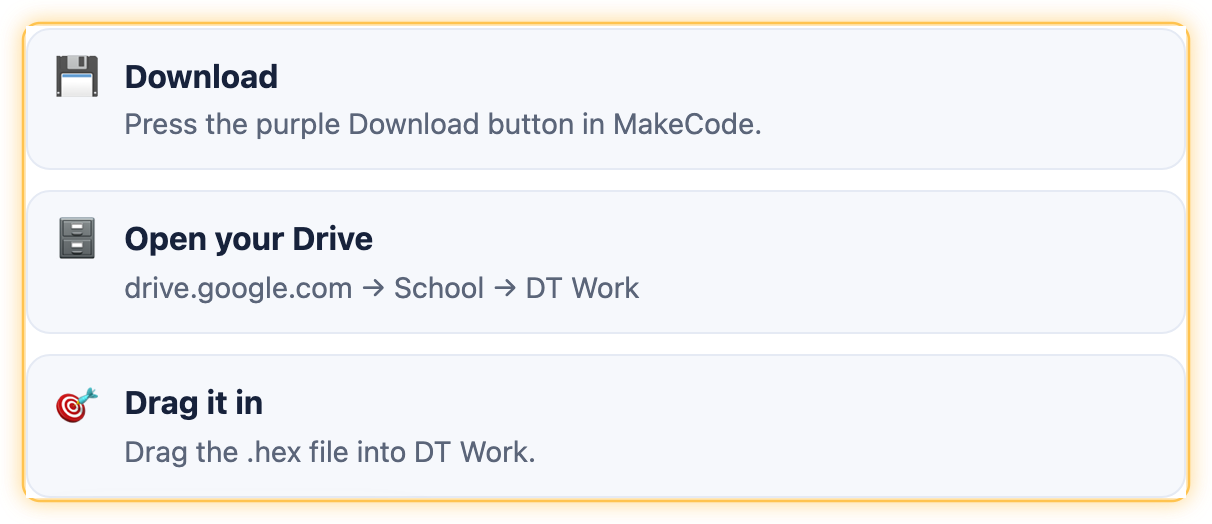 Download
Press the purple Download button in MakeCode.
Open your Drive
drive.google.com → School → DT Work
Drag it in
Drag the .hex file into DT Work.